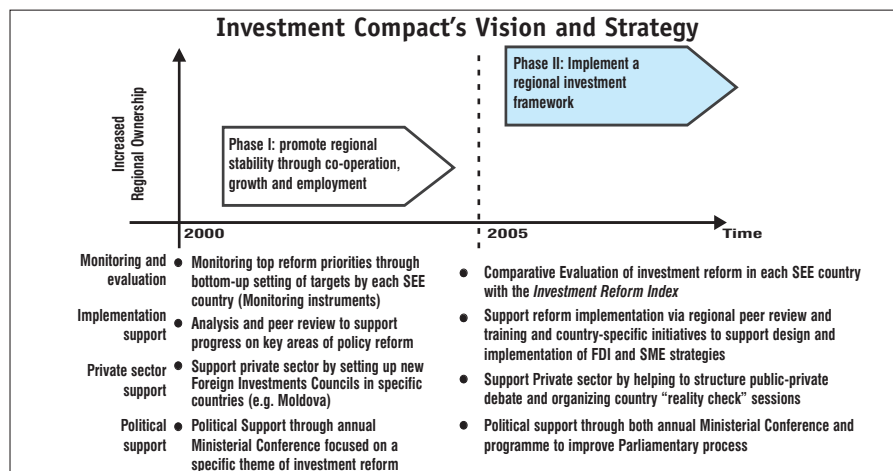 Investment Compact's Vision and Strategy
Increased
Regional Ownership
Phase I: promote regional
stability through co-operation,
growth and employment
Phase II: Implement a
regional investment
framework
2000
2005
Time
Monitoring and
evaluation
• Monitoring top reform priorities through
bottom-up setting of targets by each SEE
country (Monitoring instruments)
• Comparative Evaluation of investment reform in each SEE country
with the Investment Reform Index
Implementation
support
• Analysis and peer review to support
progress on key areas of policy reform
• Support reform implementation via regional peer review and
training and country-specific initiatives to support design and
implementation of FDI and SME strategies
Private sector
support
• Support private sector by setting up new
Foreign Investments Councils in specific
countries (e.g. Moldova)
• Support Private sector by helping to structure public-private
debate and organizing country “reality check” sessions
Political
support
• Political Support through annual
Ministerial Conference focused on a
specific theme of investment reform
• Political support through both annual Ministerial Conference and
programme to improve Parliamentary process